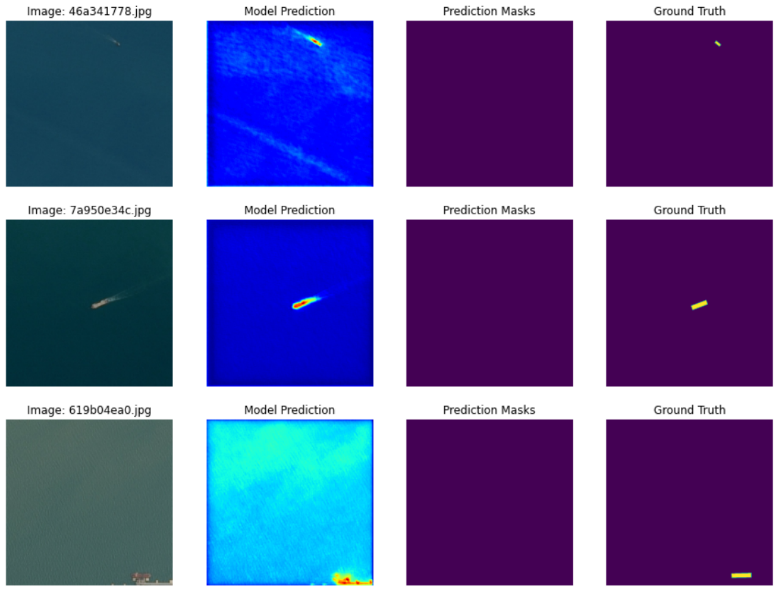 Image: 46a341778.jpg Model Prediction Prediction Masks Ground Truth
Image: 7a950e34c.jpg Model Prediction Prediction Masks Ground Truth
Image: 619b04ea0.jpg Model Prediction Prediction Masks Ground Truth